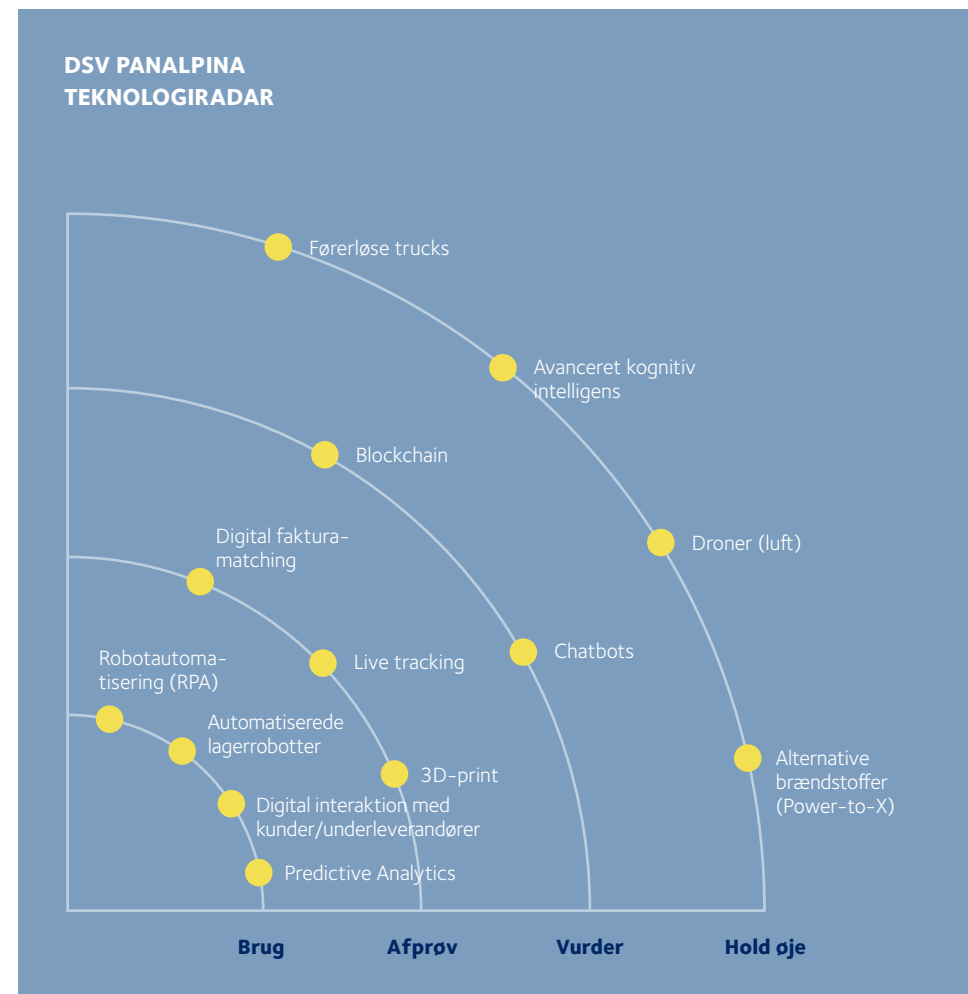 DSV PANALPINA
TEKNOLOGIRADAR
Førerløse trucks
Avanceret kognitiv
intelligens
Blockchain
Digital faktura-
matching
Droner (luft)
Chatbots
Live tracking
Robotautoma-
tisering (RPA)
Automatiserede
lagerrobotter
3D-print
Alternative
brændstoffer
(Power-to-X)
Digital interaktion med
kunder/underleverandører
Predictive Analytics
Brug
Afprøv
Vurder
Hold øje